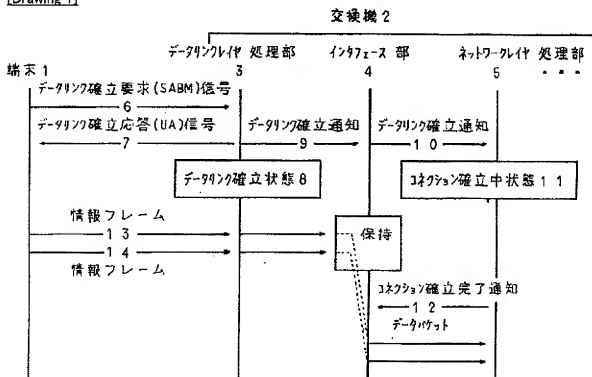 [Drawing 1]
交換機2
データリンクレイヤ 処理部 インタフェース 部 ネットワークレイヤ 処理部
端末1 3 4 5 ・・・
データリンク確立要求(SABM)信号
6
データリンク確立応答(UA)信号 データリンク確立通知 データリンク確立通知
7 9 10
データリンク確立状態8 コネクション確立中状態11
情報フレーム
13 保持
14
情報フレーム
コネクション確立完了通知
12
データパケット